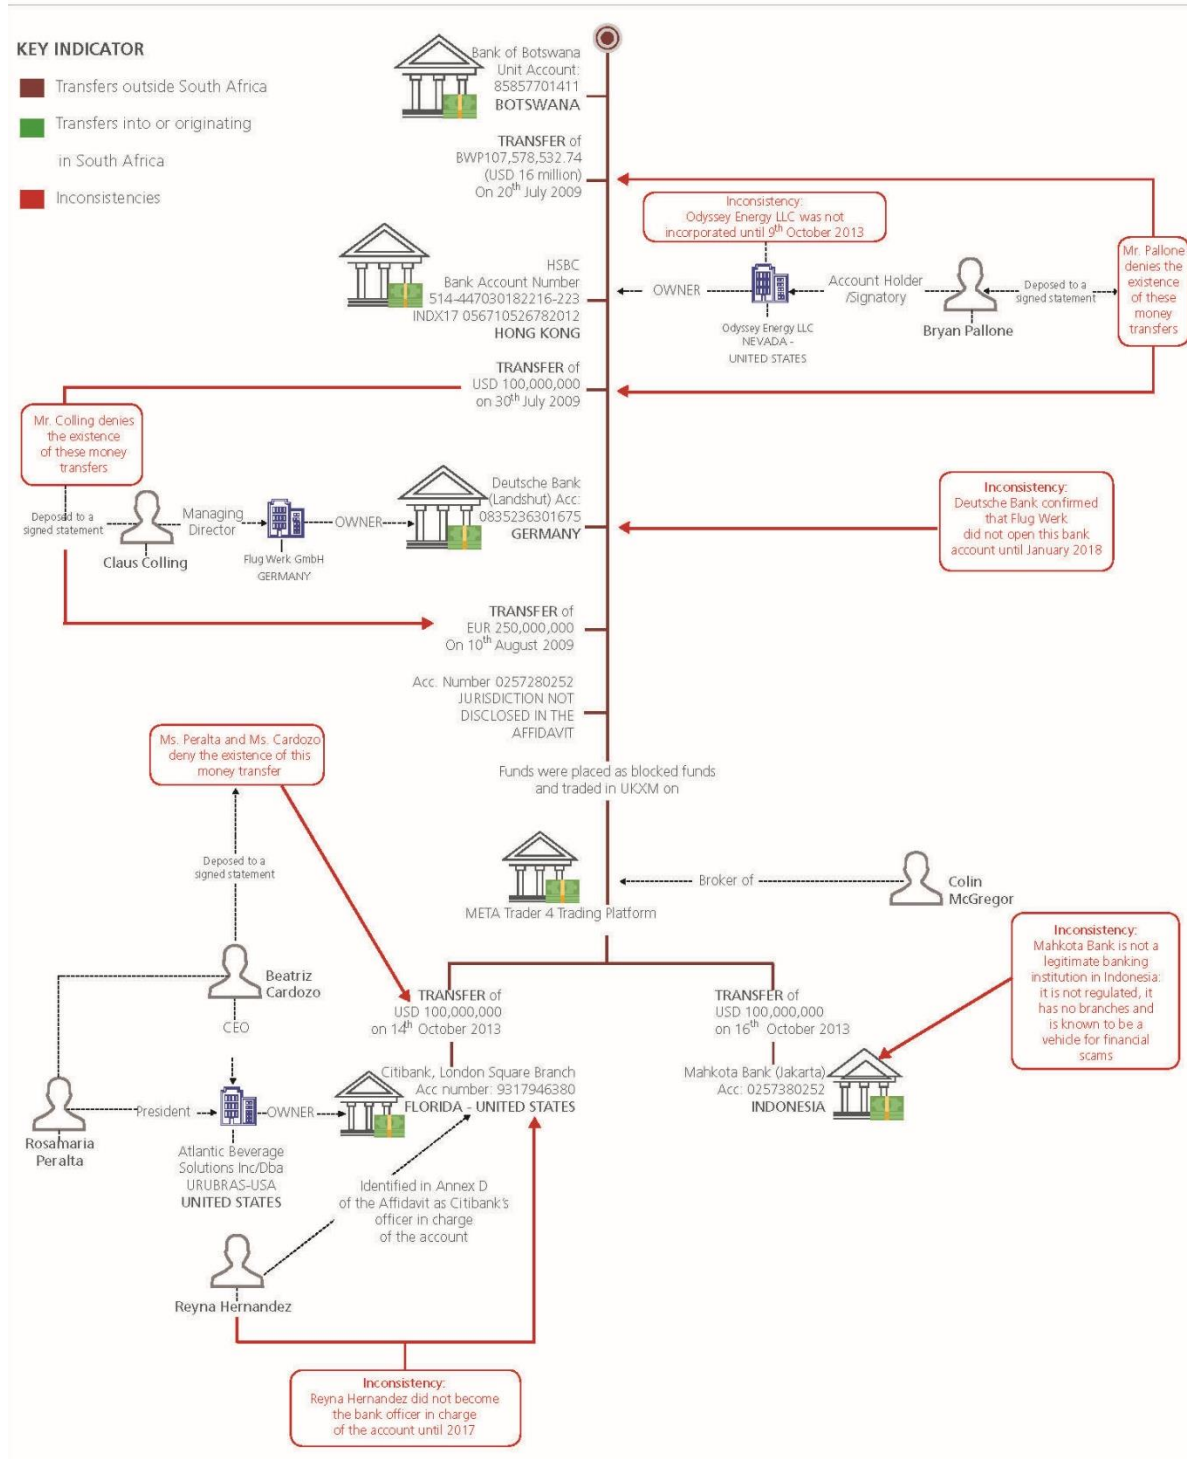 KEY INDICATOR
Transfers outside South Africa
Transfers into or originating
in South Africa
Inconsistencies
Bank of Botswana
Unit Account:
85857701411
BOTSWANA
TRANSFER of
BWP107,578,532.74
(USD 16 million)
On 20th July 2009
Inconsistency:
Odyssey Energy LLC was not
incorporated until 9th October 2013
Mr. Pallone
denies the
existence
of these
money
transfers
HSBC
Bank Account Number
514-447030182216-223
INDX17 056710526782012
HONG KONG
OWNER
Odyssey Energy LLC
NEVADA -
UNITED STATES
Account Holder
/Signatory
Bryan Pallone
Deposed to a
signed statement
TRANSFER of
USD 100,000,000
on 30th July 2009
Mr. Colling denies
the existence
of these money
transfers
Deposed to a
signed statement
Claus Colling
Managing
Director
Flug Werk GmbH
GERMANY
OWNER
Deutsche Bank
(Landshut) Acc:
0835236301675
GERMANY
Inconsistency:
Deutsche Bank confirmed
that Flug Werk
did not open this bank
account until January 2018
TRANSFER of
EUR 250,000,000
On 10th August 2009
Acc. Number 0257280252
JURISDICTION NOT
DISCLOSED IN THE
AFFIDAVIT
Ms. Peralta and Ms. Cardozo
deny the existence of this
money transfer
Funds were placed as blocked funds
and traded in UKXM on
Deposed to a
signed statement
META Trader 4 Trading Platform
Broker of
Colin
McGregor
Inconsistency:
Mahkota Bank is not a
legitimate banking
institution in Indonesia:
it is not regulated, it
has no branches and
is known to be a
vehicle for financial
scams
Beatriz
Cardozo
CEO
TRANSFER of
USD 100,000,000
on 14th October 2013
TRANSFER of
USD 100,000,000
on 16th October 2013
Citibank, London Square Branch
Acc number: 9317946380
FLORIDA - UNITED STATES
Mahkota Bank (Jakarta)
Acc: 0257380252
INDONESIA
Rosamaria
Peralta
President
OWNER
Atlantic Beverage
Solutions Inc/Dba
URUBRAS-USA
UNITED STATES
Identified in Annex D
of the Affidavit as Citibank's
officer in charge
of the account
Reyna Hernandez
Inconsistency:
Reyna Hernandez did not become
the bank officer in charge
of the account until 2017